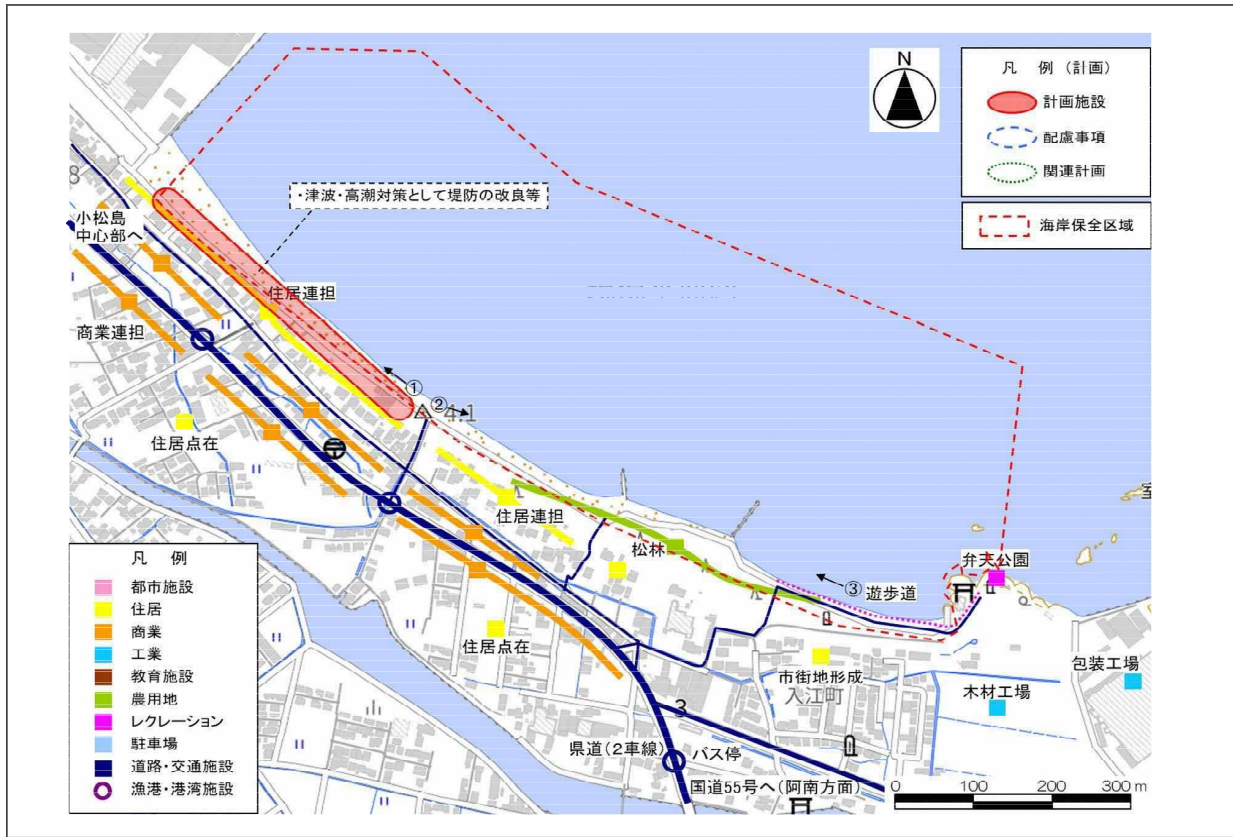 N
凡 例 (計画)
計画施設
配慮事項
関連計画
海岸保全区域
・津波・高潮対策として堤防の改良等
8
小松島
中心部へ
住居連担
商業連担
①
②
4.1
住居点在
住居連担
松林
弁天公園
③ 遊歩道
住居点在
市街地形成
入江町
包装工場
木材工場
3
県道(2車線)
バス停
国道55号へ(阿南方面)
凡 例
都市施設
住居
商業
工業
教育施設
農用地
レクレーション
駐車場
道路・交通施設
漁港・港湾施設
0 100 200 300 m